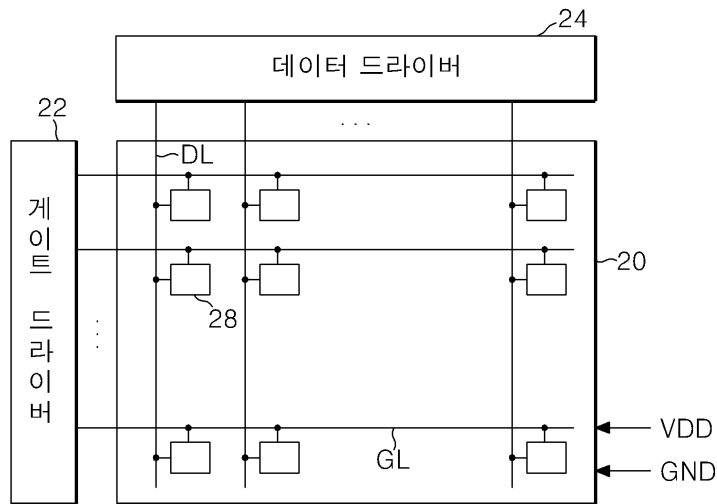 24
데이터 드라이버
22
. . .
DL
게이트 드라이버
20
28
. . .
VDD
GL
GND